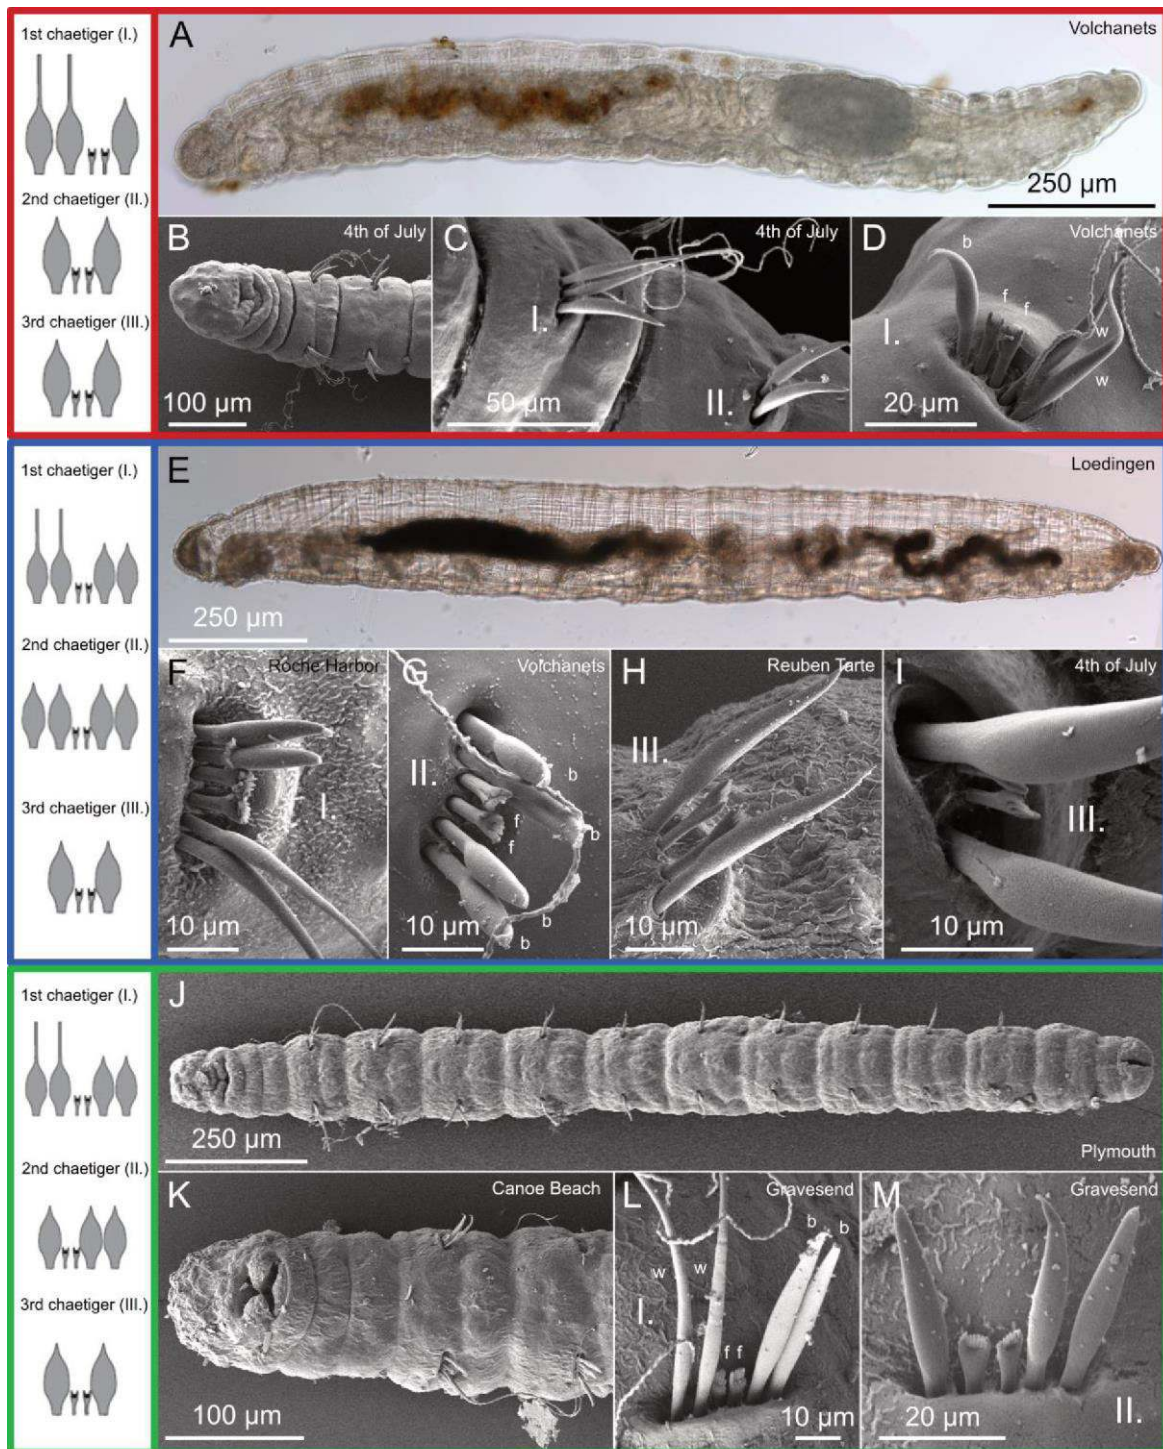 1st chaetiger (I.)
2nd chaetiger (II.)
3rd chaetiger (III.)
A
Volchanets
250 µm
B
4th of July
100 µm
C
4th of July
I.
50 µm
II.
D
Volchanets
b
f
f
w
w
I.
20 µm
1st chaetiger (I.)
2nd chaetiger (II.)
3rd chaetiger (III.)
E
Loedingen
250 µm
F
Roche Harbor
I.
10 µm
G
Volchanets
II.
b
b
f
f
b
b
10 µm
H
Reuben Tarte
III.
10 µm
I
4th of July
III.
10 µm
1st chaetiger (I.)
2nd chaetiger (II.)
3rd chaetiger (III.)
J
250 µm
Plymouth
K
Canoe Beach
100 µm
L
Gravesend
b
b
w
w
I.
f f
10 µm
M
Gravesend
20 µm
II.